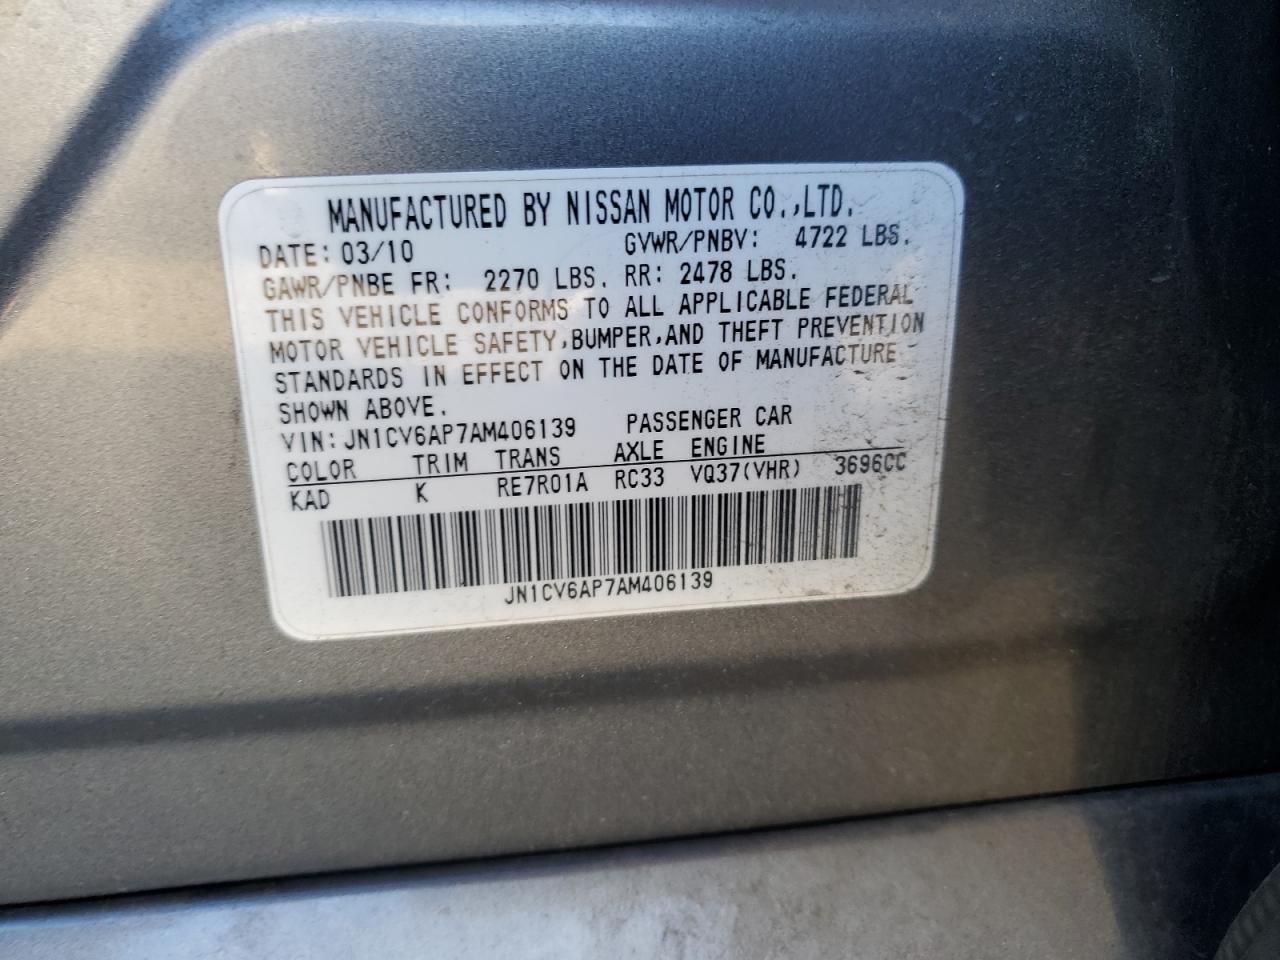 MANUFACTURED BY NISSAN MOTOR CO.,LTD.
DATE: 03/10 GVWR/PNBV: 4722 LBS.
GAWR/PNBE FR: 2270 LBS. RR: 2478 LBS.
THIS VEHICLE CONFORMS TO ALL APPLICABLE FEDERAL
MOTOR VEHICLE SAFETY,BUMPER,AND THEFT PREVENTION
STANDARDS IN EFFECT ON THE DATE OF MANUFACTURE
SHOWN ABOVE.
VIN: JN1CV6AP7AM406139 PASSENGER CAR
COLOR TRIM TRANS AXLE ENGINE
KAD K RE7R01A RC33 VQ37(VHR) 3696CC
JN1CV6AP7AM406139